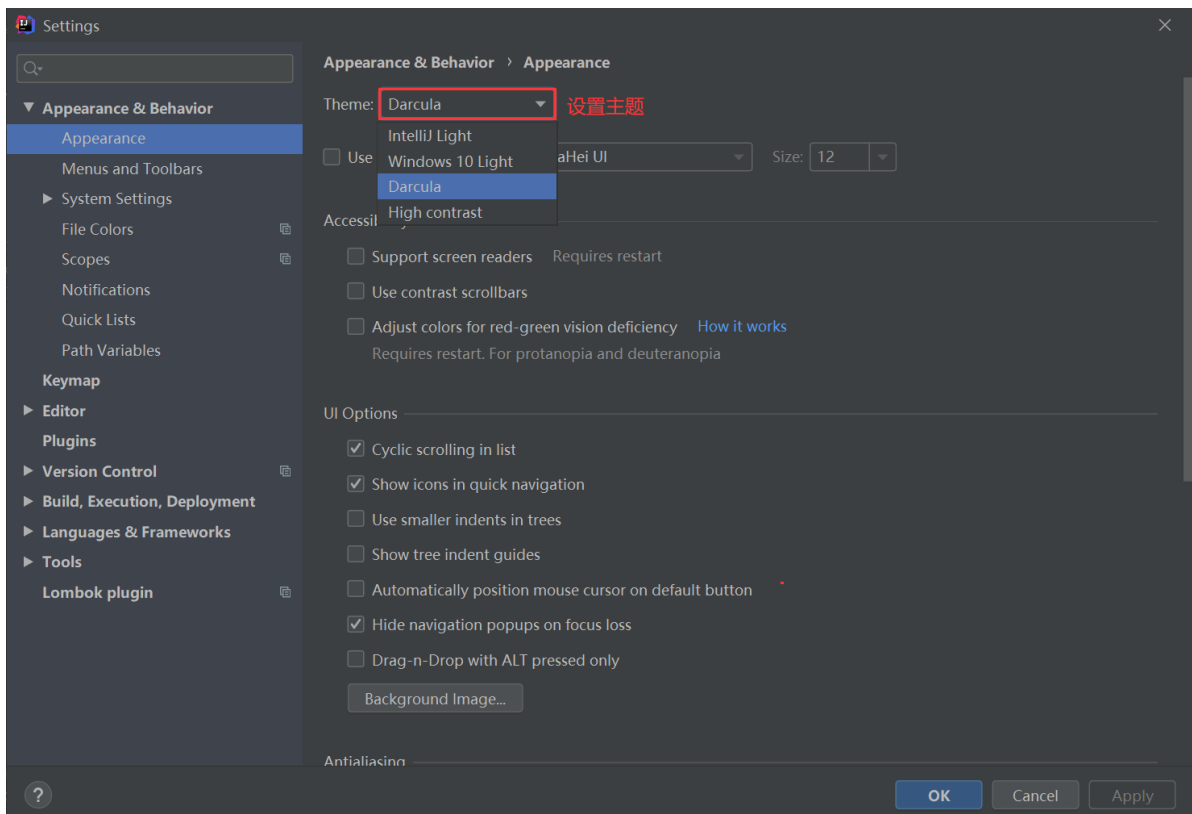 Settings
Appearance & Behavior
Appearance
Menus and Toolbars
System Settings
File Colors
Scopes
Notifications
Quick Lists
Path Variables
Keymap
Editor
Plugins
Version Control
Build, Execution, Deployment
Languages & Frameworks
Tools
Lombok plugin
Appearance & Behavior › Appearance
Theme: Darcula 设置主题
IntelliJ Light
Windows 10 Light
Darcula
High contrast
Use aHei UI Size: 12
Support screen readers Requires restart
Use contrast scrollbars
Adjust colors for red-green vision deficiency How it works
Requires restart. For protanopia and deuteranopia
UI Options
Cyclic scrolling in list
Show icons in quick navigation
Use smaller indents in trees
Show tree indent guides
Automatically position mouse cursor on default button
Hide navigation popups on focus loss
Drag-n-Drop with ALT pressed only
Background Image...
Antialiasing
? OK Cancel Apply